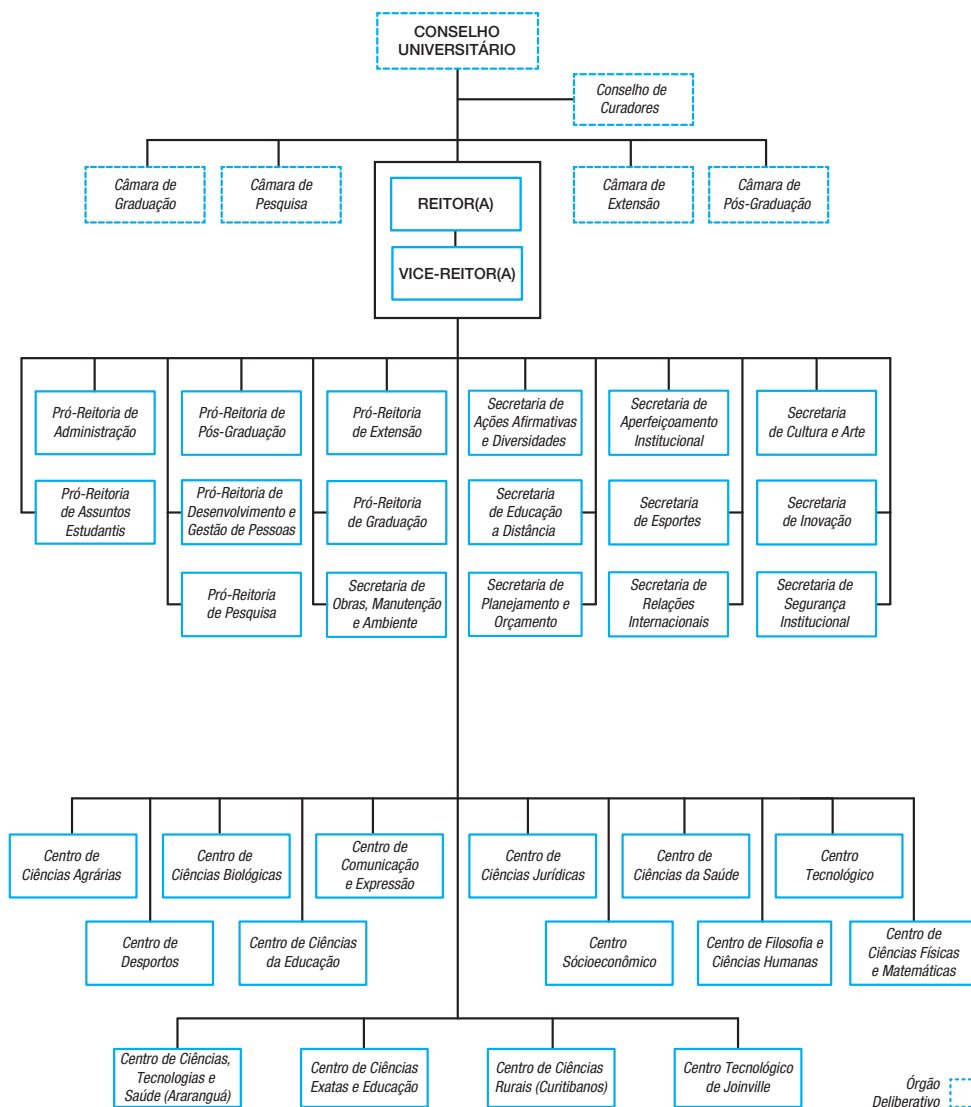 CONSELHO
UNIVERSITÁRIO
Conselho de
Curadores
Câmara de
Graduação
Câmara de
Pesquisa
Câmara de
Extensão
Câmara de
Pós-Graduação
REITOR(A)
VICE-REITOR(A)
Pró-Reitoria de
Administração
Pró-Reitoria de
Pós-Graduação
Pró-Reitoria
de Extensão
Secretaria de
Ações Afirmativas
e Diversidades
Secretaria de
Aperfeiçoamento
Institucional
Secretaria
de Cultura e Arte
Pró-Reitoria
de Assuntos
Estudantis
Pró-Reitoria de
Desenvolvimento e
Gestão de Pessoas
Pró-Reitoria
de Graduação
Secretaria
de Educação
a Distância
Secretaria
de Esportes
Secretaria
de Inovação
Pró-Reitoria
de Pesquisa
Secretaria de
Obras, Manutenção
e Ambiente
Secretaria de
Planejamento e
Orçamento
Secretaria de
Relações
Internacionais
Secretaria de
Segurança
Institucional
Centro de
Ciências Agrárias
Centro de
Ciências Biológicas
Centro de
Comunicação
e Expressão
Centro de
Ciências Jurídicas
Centro de
Ciências da Saúde
Centro
Tecnológico
Centro de
Desportos
Centro de Ciências
da Educação
Centro
Sócioeconômico
Centro de Filosofia e
Ciências Humanas
Centro de
Ciências Físicas
e Matemáticas
Centro de Ciências,
Tecnologias e
Saúde (Araranguá)
Centro de Ciências
Exatas e Educação
Centro de Ciências
Rurais (Curitibanos)
Centro Tecnológico
de Joinville
Órgão
Deliberativo